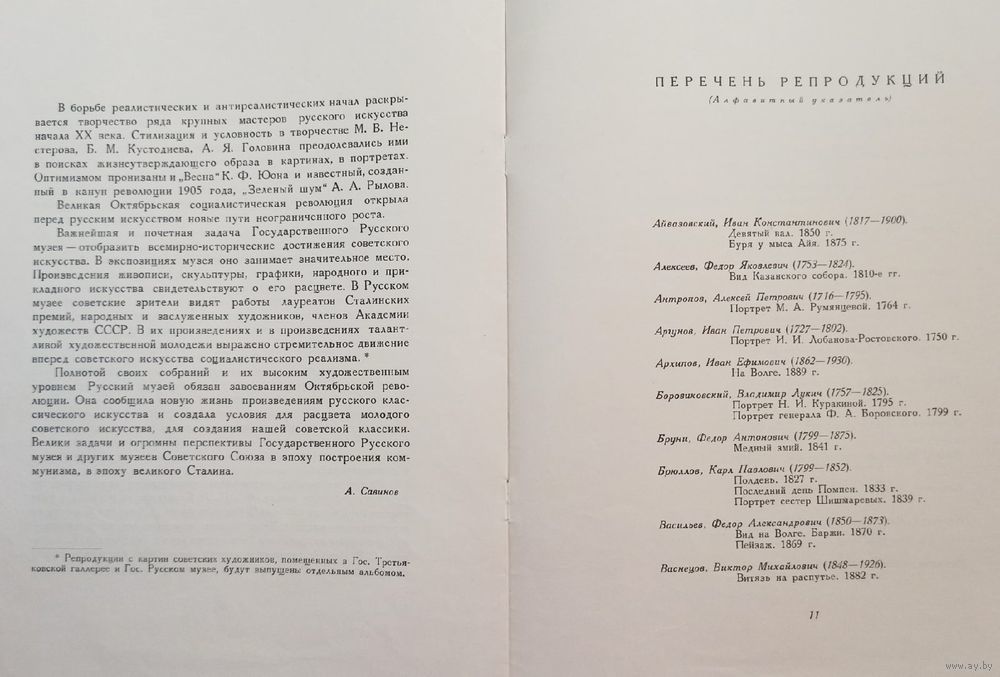 В борьбе реалистических и антиреалистических начал раскры-
вается творчество ряда крупных мастеров русского искусства
начала XX века. Стилизация и условность в творчестве М. В. Не-
стерова, Б. М. Кустодиева, А. Я. Головина преодолевались ими
в поисках жизнеутверждающего образа в картинах, в портретах.
Оптимизмом пронизаны и „Весна“ К. Ф. Юона и известный, создан-
ный в канун революции 1905 года, „Зеленый шум“ А. А. Рылова.
Великая Октябрьская социалистическая революция открыла
перед русским искусством новые пути неограниченного роста.
Важнейшая и почетная задача Государственного Русского
музея — отобразить всемирно-исторические достижения советского
искусства. В экспозициях музея оно занимает значительное место.
Произведения живописи, скульптуры, графики, народного и при-
кладного искусства свидетельствуют о его расцвете. В Русском
музее советские зрители видят работы лауреатов Сталинских
премий, народных и заслуженных художников, членов Академии
художеств СССР. В их произведениях и в произведениях талант-
ливой художественной молодежи выражено стремительное движение
вперед советского искусства социалистического реализма. *
Полнотой своих собраний и их высоким художественным
уровнем Русский музей обязан завоеваниям Октябрьской рево-
люции. Она сообщила новую жизнь произведениям русского клас-
сического искусства и создала условия для расцвета молодого
советского искусства, для создания нашей советской классики.
Велики задачи и огромны перспективы Государственного Русского
музея и других музеев Советского Союза в эпоху построения ком-
мунизма, в эпоху великого Сталина.
А. Савинов
* Репродукции с картин советских художников, помещенных в Гос. Третья-
ковской галлерее и Гос. Русском музее, будут выпущены отдельным альбомом.
ПЕРЕЧЕНЬ РЕПРОДУКЦИЙ
(Алфавитный указатель)
Айвазовский, Иван Константинович (1817—1900).
Девятый вал. 1850 г.
Буря у мыса Айя. 1875 г.
Алексеев, Федор Яковлевич (1753—1824).
Вид Казанского собора. 1810-е гг.
Антропов, Алексей Петрович (1716—1795).
Портрет М. А. Румянцевой. 1764 г.
Аргунов, Иван Петрович (1727—1802).
Портрет И. И. Лобанова-Ростовского. 1750 г.
Архипов, Иван Ефимович (1862—1930).
На Волге. 1889 г.
Боровиковский, Владимир Лукич (1757—1825).
Портрет Н. И. Куракиной. 1795 г.
Портрет генерала Ф. А. Боровского. 1799 г.
Бруни, Федор Антонович (1799—1875).
Медный змий. 1841 г.
Брюллов, Карл Павлович (1799—1852).
Полдень. 1827 г.
Последний день Помпеи. 1833 г.
Портрет сестер Шишмаревых. 1839 г.
Васильев, Федор Александрович (1850—1873).
Вид на Волге. Баржи. 1870 г.
Пейзаж. 1869 г.
Васнецов, Виктор Михайлович (1848—1926).
Витязь на распутье. 1882 г.
11
www.ay.by